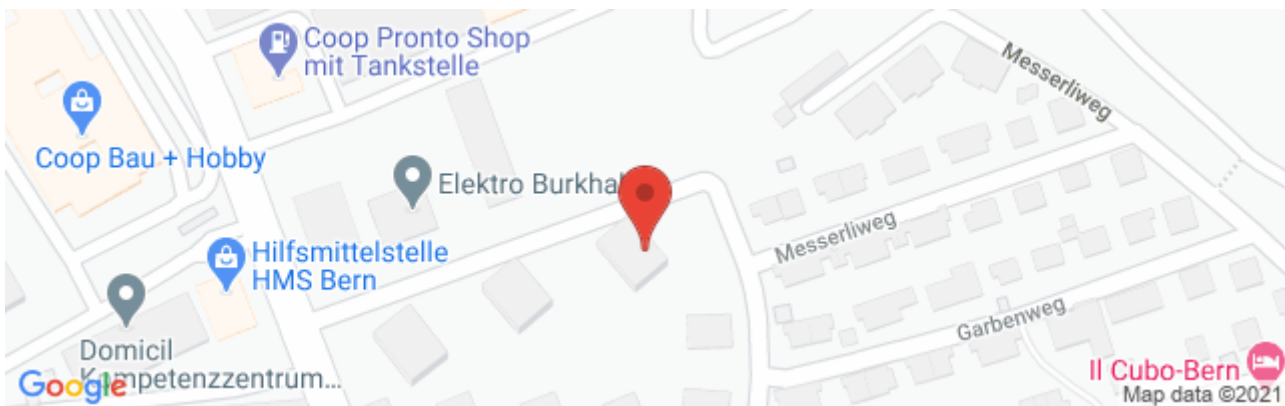 Coop Pronto Shop
mit Tankstelle
Messerliweg
Coop Bau + Hobby
Elektro Burkhal
Messerliweg
Hilfsmittelstelle
HMS Bern
Garbenweg
Domicil
Kompetenzzentrum...
Il Cubo-Bern
Google
Map data ©2021